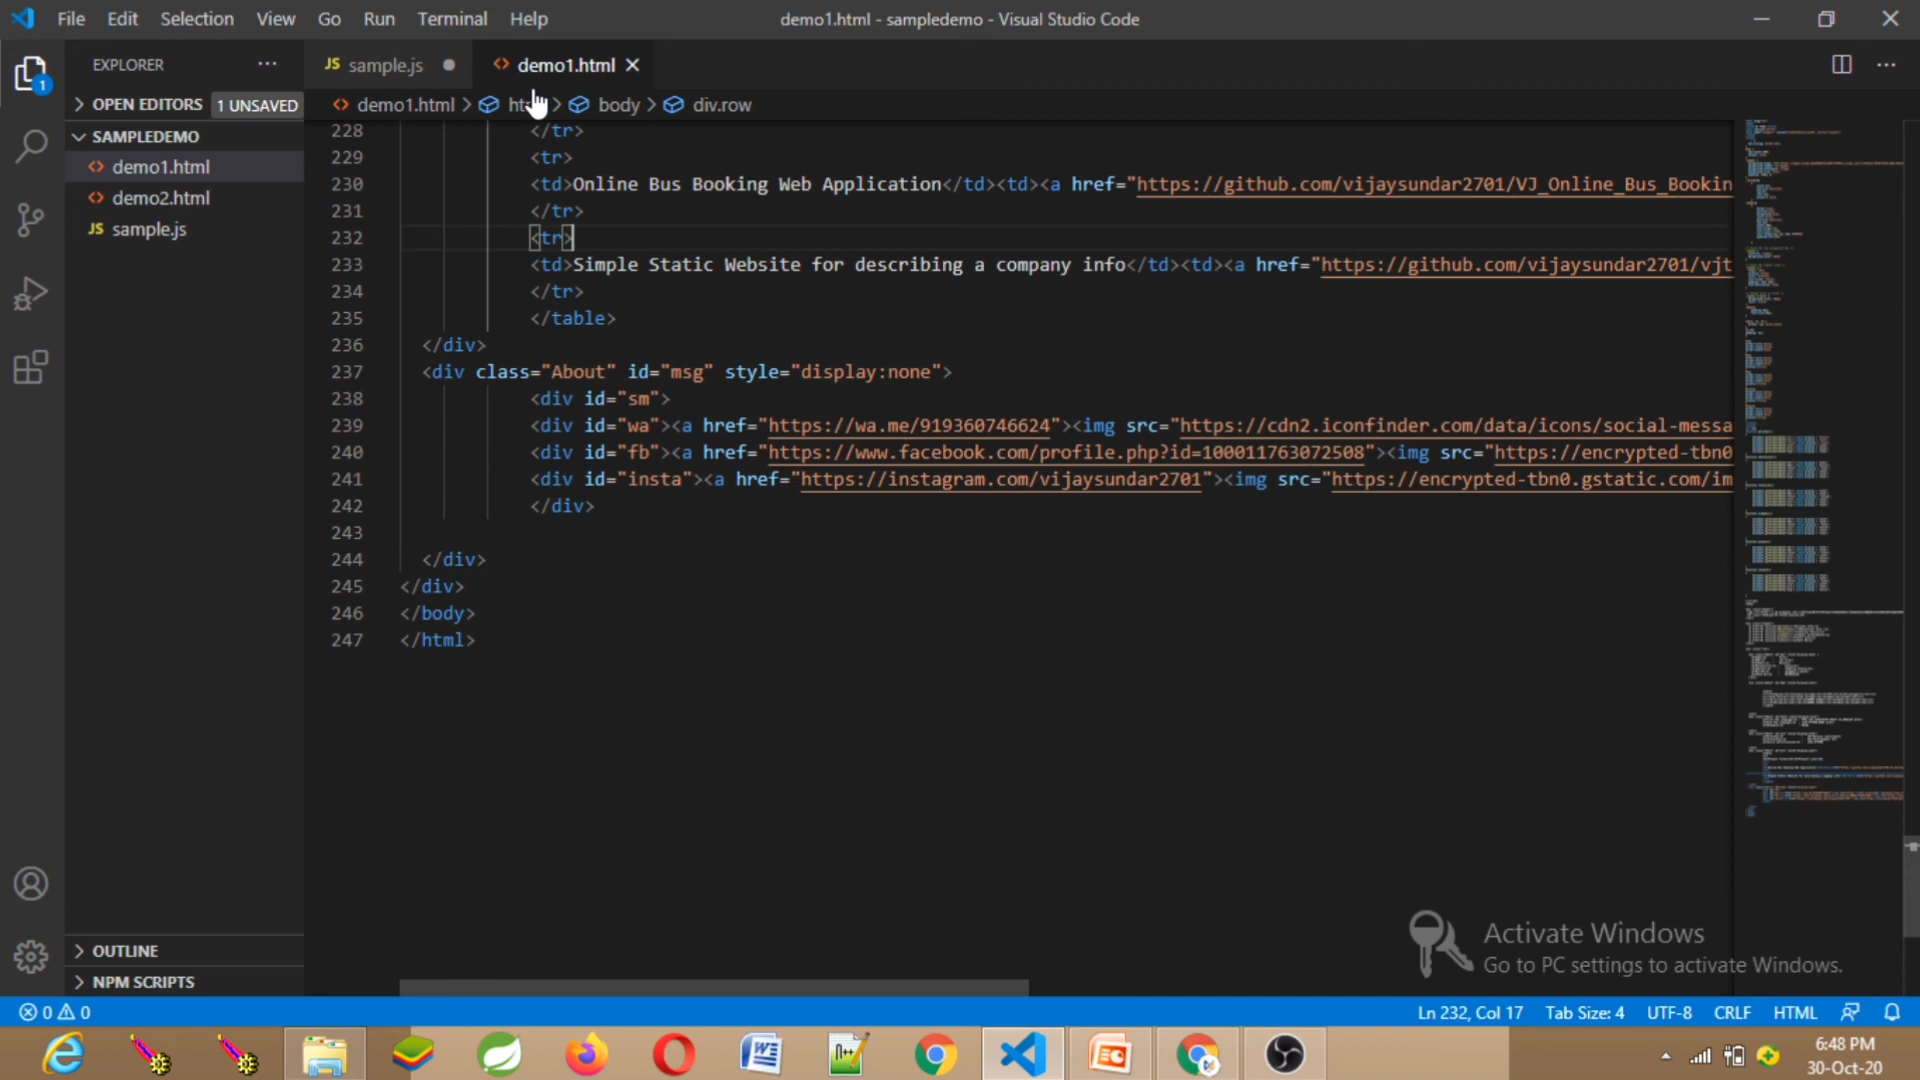 File Edit Selection View Go Run Terminal Help
demo1.html - sampledemo - Visual Studio Code
EXPLORER
JS sample.js
demo1.html
OPEN EDITORS 1 UNSAVED
demo1.html > > body > div.row
SAMPLEDEMO
demo1.html
demo2.html
JS sample.js
228 </tr>
229 <tr>
230 <td>Online Bus Booking Web Application</td><td><a href="https://github.com/vijaysundar2701/VJ_Online_Bus_Bookin
231 </tr>
232 <tr>
233 <td>Simple Static Website for describing a company info</td><td><a href="https://github.com/vijaysundar2701/vjt
234 </tr>
235 </table>
236 </div>
237 <div class="About" id="msg" style="display:none">
238 <div id="sm">
239 <div id="wa"><a href="https://wa.me/919360746624"><img src="https://cdn2.iconfinder.com/data/icons/social-messa
240 <div id="fb"><a href="https://www.facebook.com/profile.php?id=100011763072508"><img src="https://encrypted-tbn0
241 <div id="insta"><a href="https://instagram.com/vijaysundar2701"><img src="https://encrypted-tbn0.gstatic.com/im
242 </div>
243
244 </div>
245 </div>
246 </body>
247 </html>
OUTLINE
NPM SCRIPTS
Activate Windows
Go to PC settings to activate Windows.
0 0
Ln 232, Col 17 Tab Size: 4 UTF-8 CRLF HTML
6:48 PM
30-Oct-20